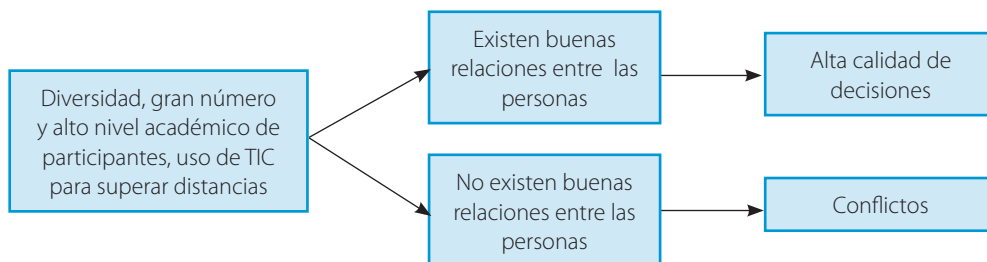 Diversidad, gran número
y alto nivel académico de
participantes, uso de TIC
para superar distancias
Existen buenas
relaciones entre las
personas
Alta calidad de
decisiones
No existen buenas
relaciones entre las
personas
Conflictos